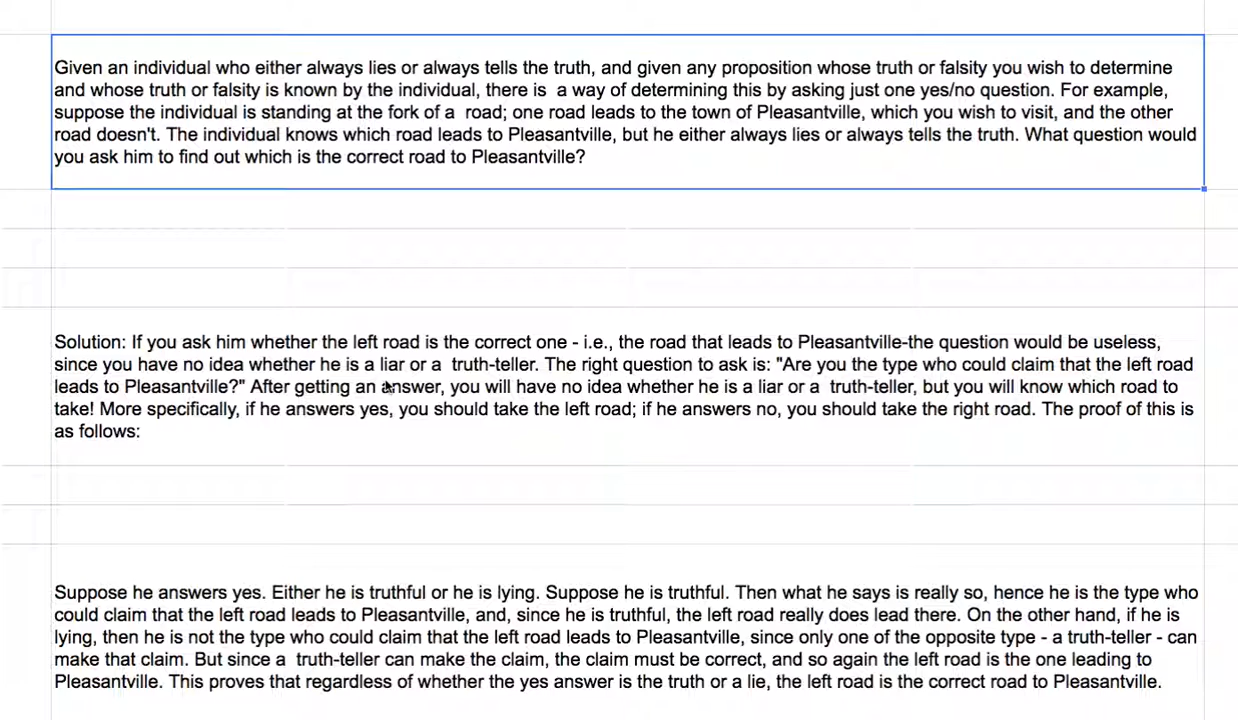 Given an individual who either always lies or always tells the truth, and given any proposition whose truth or falsity you wish to determine
and whose truth or falsity is known by the individual, there is  a way of determining this by asking just one yes/no question. For example,
suppose the individual is standing at the fork of a  road; one road leads to the town of Pleasantville, which you wish to visit, and the other
road doesn't. The individual knows which road leads to Pleasantville, but he either always lies or always tells the truth. What question would
you ask him to find out which is the correct road to Pleasantville?
Solution: If you ask him whether the left road is the correct one - i.e., the road that leads to Pleasantville-the question would be useless,
since you have no idea whether he is a liar or a  truth-teller. The right question to ask is: "Are you the type who could claim that the left road
leads to Pleasantville?" After getting an answer, you will have no idea whether he is a liar or a  truth-teller, but you will know which road to
take! More specifically, if he answers yes, you should take the left road; if he answers no, you should take the right road. The proof of this is
as follows:
Suppose he answers yes. Either he is truthful or he is lying. Suppose he is truthful. Then what he says is really so, hence he is the type who
could claim that the left road leads to Pleasantville, and, since he is truthful, the left road really does lead there. On the other hand, if he is
lying, then he is not the type who could claim that the left road leads to Pleasantville, since only one of the opposite type - a truth-teller - can
make that claim. But since a  truth-teller can make the claim, the claim must be correct, and so again the left road is the one leading to
Pleasantville. This proves that regardless of whether the yes answer is the truth or a lie, the left road is the correct road to Pleasantville.